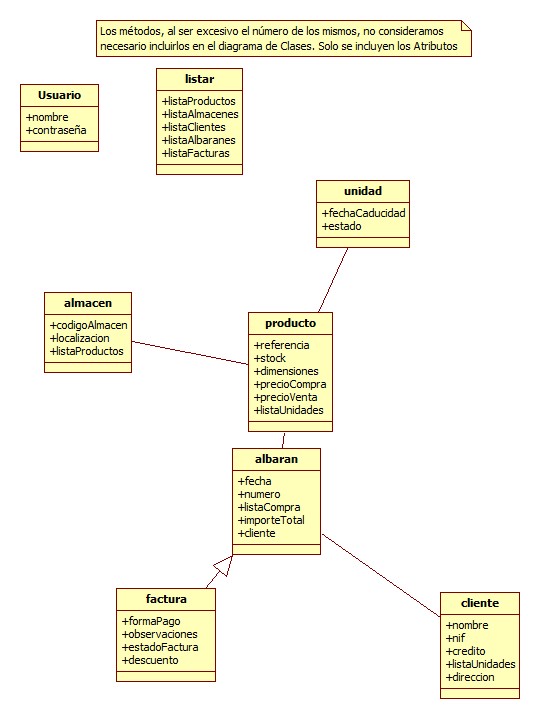 Los métodos, al ser excesivo el número de los mismos, no consideramos
necesario incluirlos en el diagrama de Clases. Solo se incluyen los Atributos
Usuario
+nombre
+contraseña
listar
+listaProductos
+listaAlmacenes
+listaClientes
+listaAlbaranes
+listaFacturas
unidad
+fechaCaducidad
+estado
almacen
+codigoAlmacen
+localizacion
+listaProductos
producto
+referencia
+stock
+dimensiones
+precioCompra
+precioVenta
+listaUnidades
albaran
+fecha
+numero
+listaCompra
+importeTotal
+cliente
factura
+formaPago
+observaciones
+estadoFactura
+descuento
cliente
+nombre
+nif
+credito
+listaUnidades
+direccion